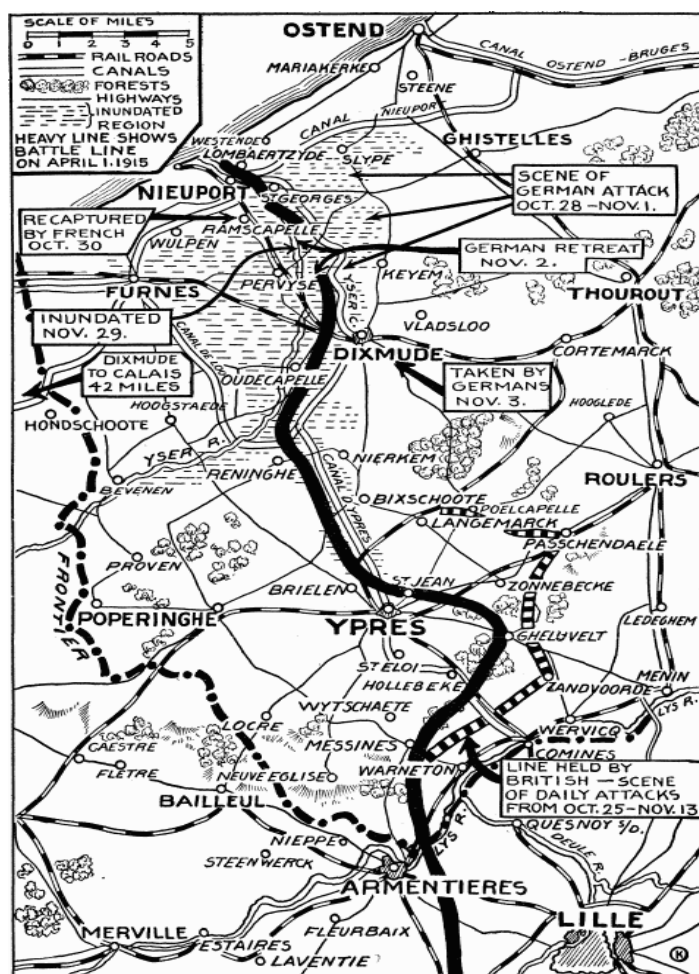 SCALE OF MILES
0 1 2 3 4 5
RAILROADS
CANALS
FORESTS
HIGHWAYS
INUNDATED
REGION
HEAVY LINE SHOWS
BATTLE LINE
ON APRIL 1.1915
OSTEND
MARIAKERKE
STEENE
CANAL OSTEND-BRUGES
CANAL NIEUPORT
WESTENDE
LOMBAERTZYDE
SLYPE
GHISTELLES
NIEUPORT
ST GEORGES
SCENE OF
GERMAN ATTACK
OCT. 28-NOV. 1.
RECAPTURED
BY FRENCH
OCT. 30
RAMSCAPELLE
WULPEN
GERMAN RETREAT
NOV. 2.
KEYEM
PERVYSE
YSER C.
FURNES
THOUROUT
INUNDATED
NOV. 29.
CANAL DE LOO
VLADSLOO
DIXMUDE
CORTEMARCK
DIXMUDE
TO CALAIS
42 MILES
OUDECAPELLE
TAKEN BY
GERMANS
NOV. 3.
HOOGSTAEDE
HOOGLEDE
HONDSCHOOTE
YSER R.
NIERKEM
RENINGHE
ROULERS
BEVENEN
CANAL D'YPRES
BIXSCHOOTE
POELCAPELLE
LANGEMARCK
PASSCHENDAELE
FRONTIER
PROVEN
BRIELEN
ST JEAN
ZONNEBECKE
POPERINGHE
YPRES
LEDEGHEM
GHELUVELT
ST ELOI
HOLLEBEKE
ZANDVOORDE
MENIN
LYS R.
WYTSCHAETE
LOCRE
WERVICQ
MESSINES
COMINES
CAESTRE
FLETRE
NEUVE EGLISE
WARNETON
LINE HELD BY
BRITISH - SCENE
OF DAILY ATTACKS
FROM OCT. 25-NOV. 13
BAILLEUL
LYS R.
QUESNOY S/D.
NIEPPE
DEULE R.
STEENWERCK
ARMENTIERES
LILLE
FLEURBAIX
MERVILLE
ESTAIRES
LAVENTIE
K